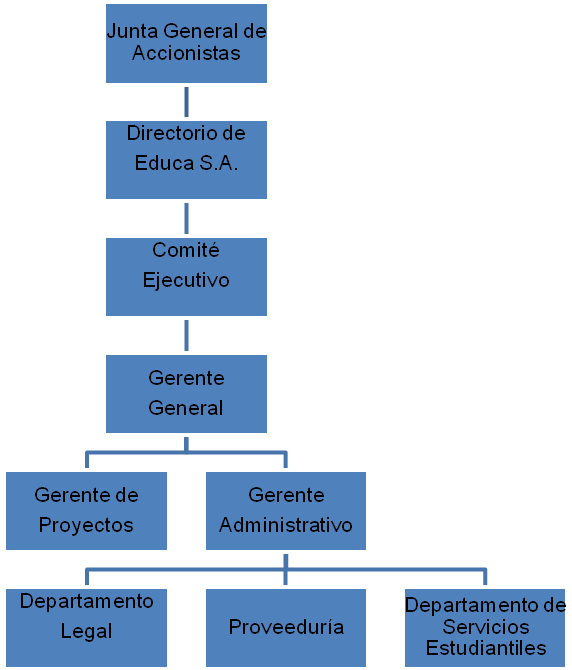 Junta General de
Accionistas
Directorio de
Educa S.A.
Comité
Ejecutivo
Gerente
General
Gerente de
Proyectos
Gerente
Administrativo
Departamento
Legal
Proveeduría
Departamento de
Servicios
Estudiantiles